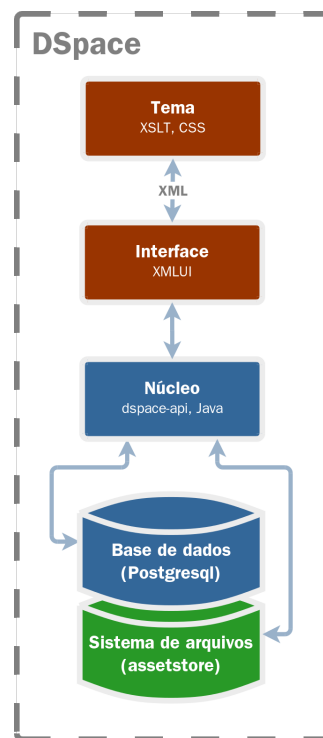 DSpace
Tema
XSLT, CSS
XML
Interface
XMLUI
Núcleo
dspace-api, Java
Base de dados
(Postgresql)
Sistema de arquivos
(assetstore)